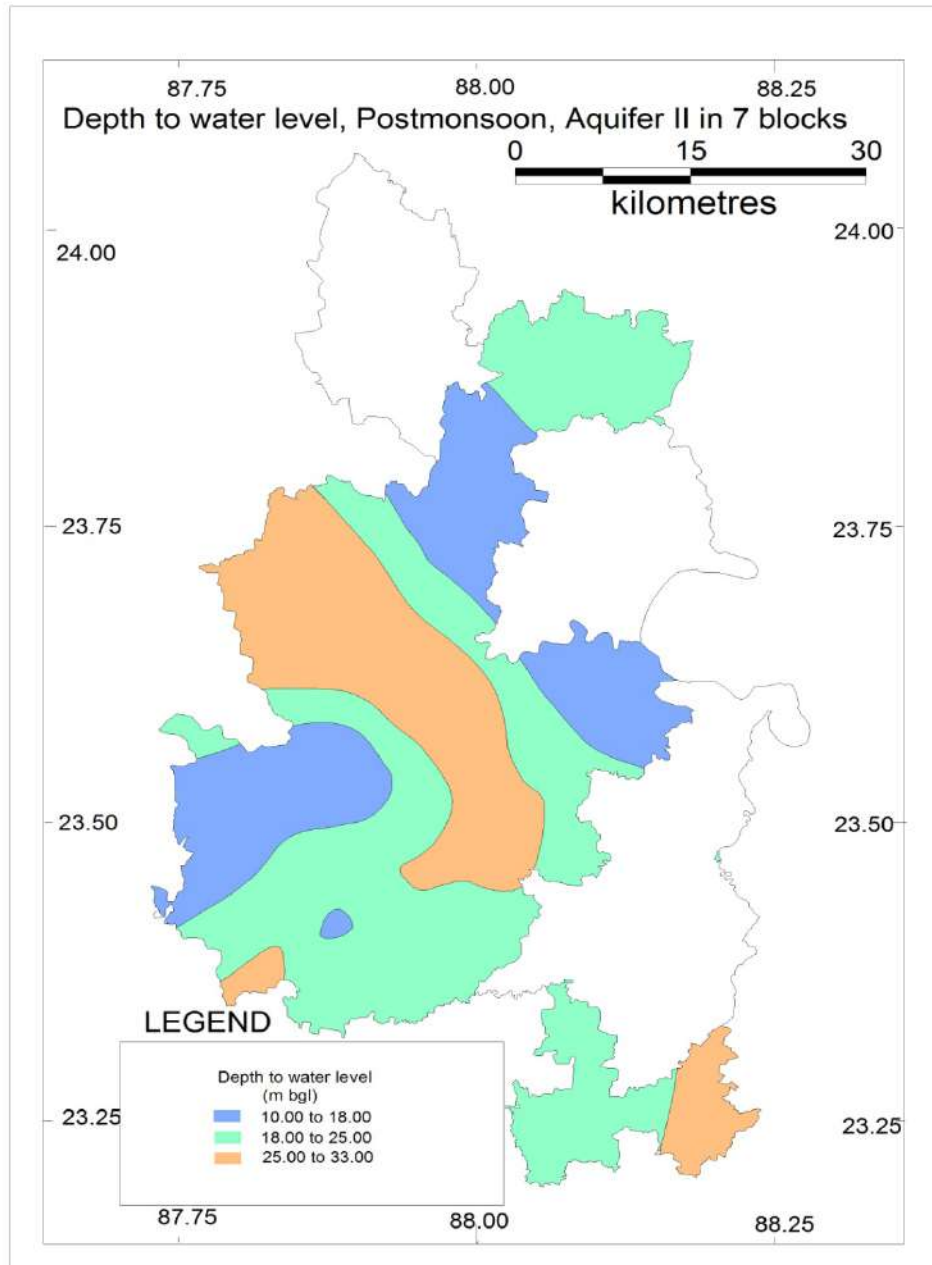 87.75 88.00 88.25
Depth to water level, Postmonsoon, Aquifer II in 7 blocks
0 15 30
kilometres
24.00 24.00
23.75 23.75
23.50 23.50
LEGEND
Depth to water level
(m bgl)
10.00 to 18.00
18.00 to 25.00
25.00 to 33.00
23.25 23.25
87.75 88.00 88.25